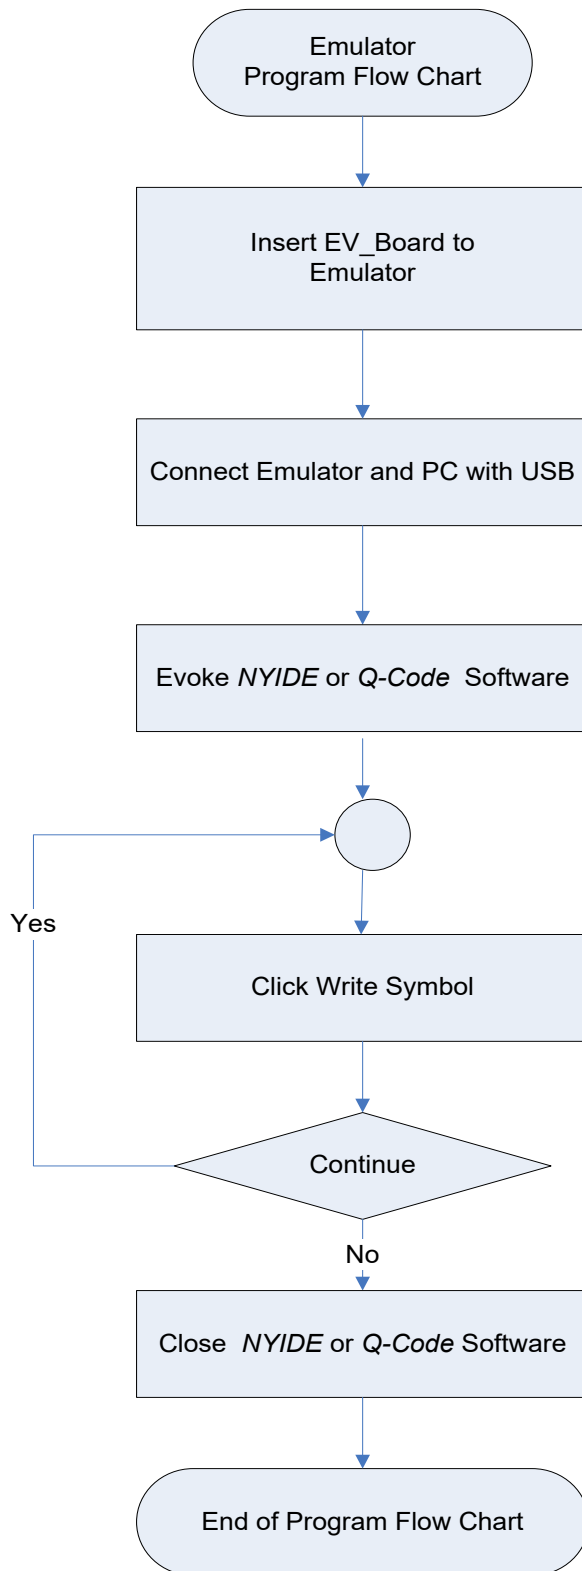 Emulator
Program Flow Chart
Insert EV_Board to
Emulator
Connect Emulator and PC with USB
Evoke NYIDE or Q-Code Software
Yes
Click Write Symbol
Continue
No
Close NYIDE or Q-Code Software
End of Program Flow Chart